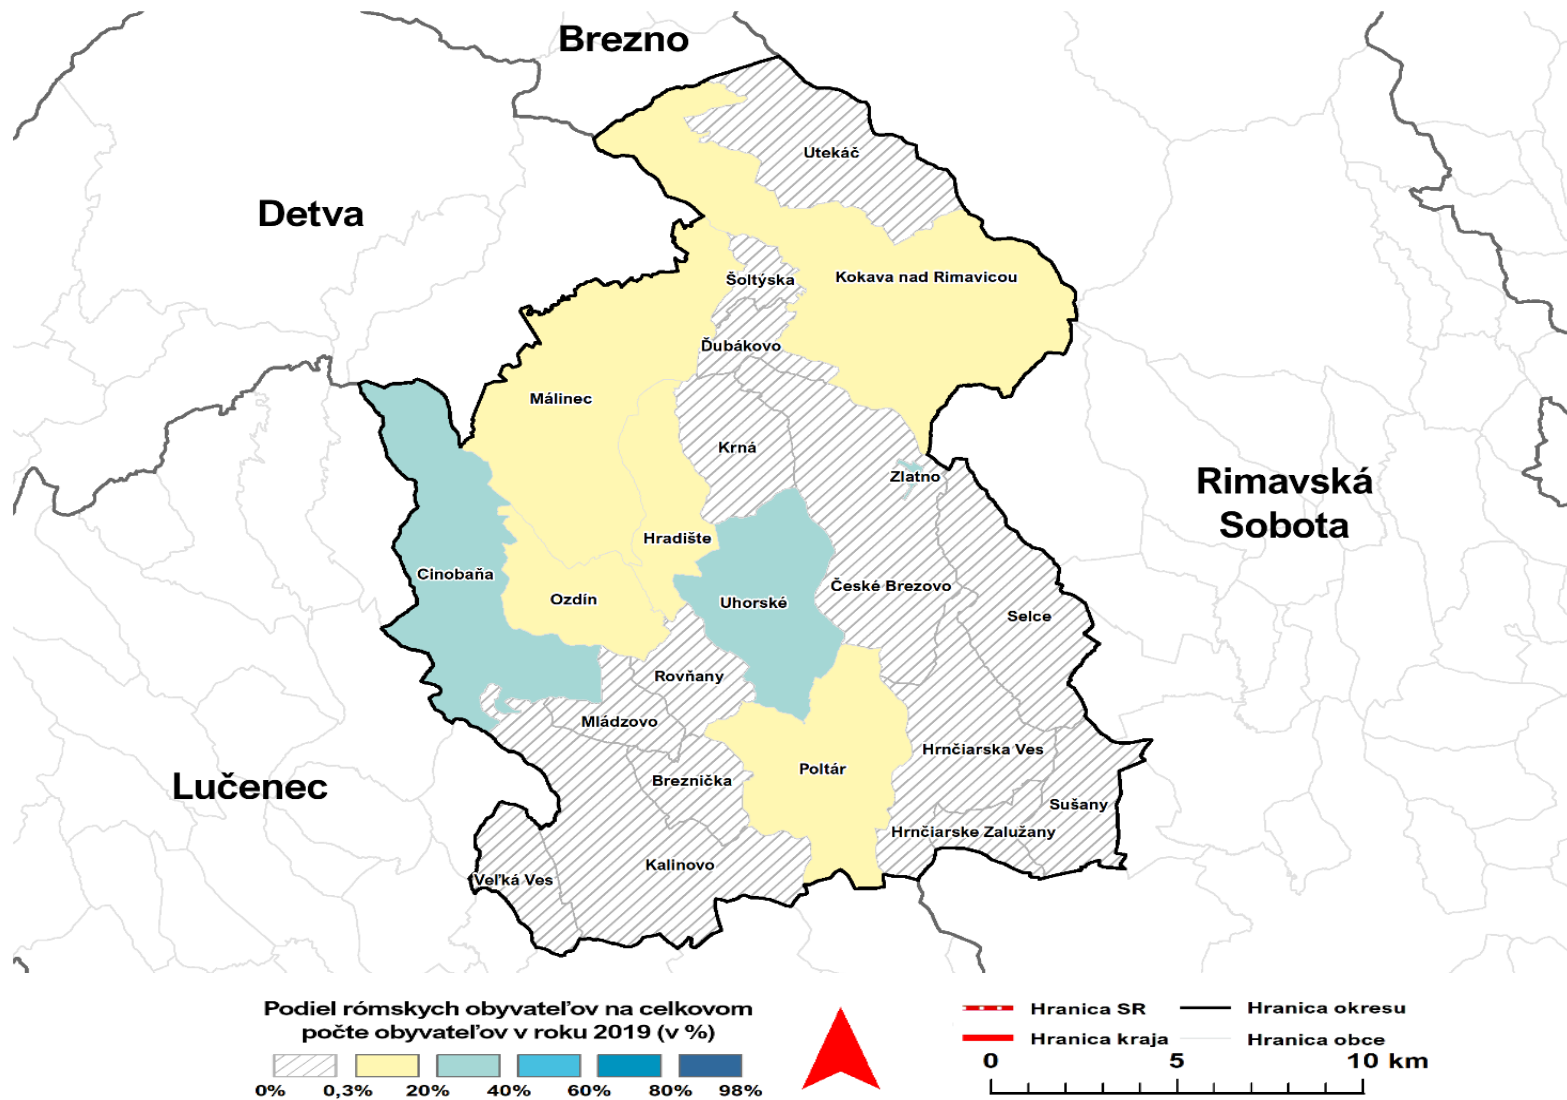 Brezno
Utekáč
Detva
Šoltýska
Kokava nad Rimavicou
Ďubákovo
Málinec
Krná
Zlatno
Rimavská
Sobota
Hradište
Cinobaňa
České Brezovo
Ozdín
Uhorské
Selce
Rovňany
Mládzovo
Hrnčiarska Ves
Poltár
Breznička
Lučenec
Sušany
Hrnčiarske Zalužany
Kalinovo
Veľká Ves
Podiel rómskych obyvateľov na celkovom
počte obyvateľov v roku 2019 (v %)
0% 0,3% 20% 40% 60% 80% 98%
Hranica SR
Hranica okresu
Hranica kraja
Hranica obce
0 5 10 km